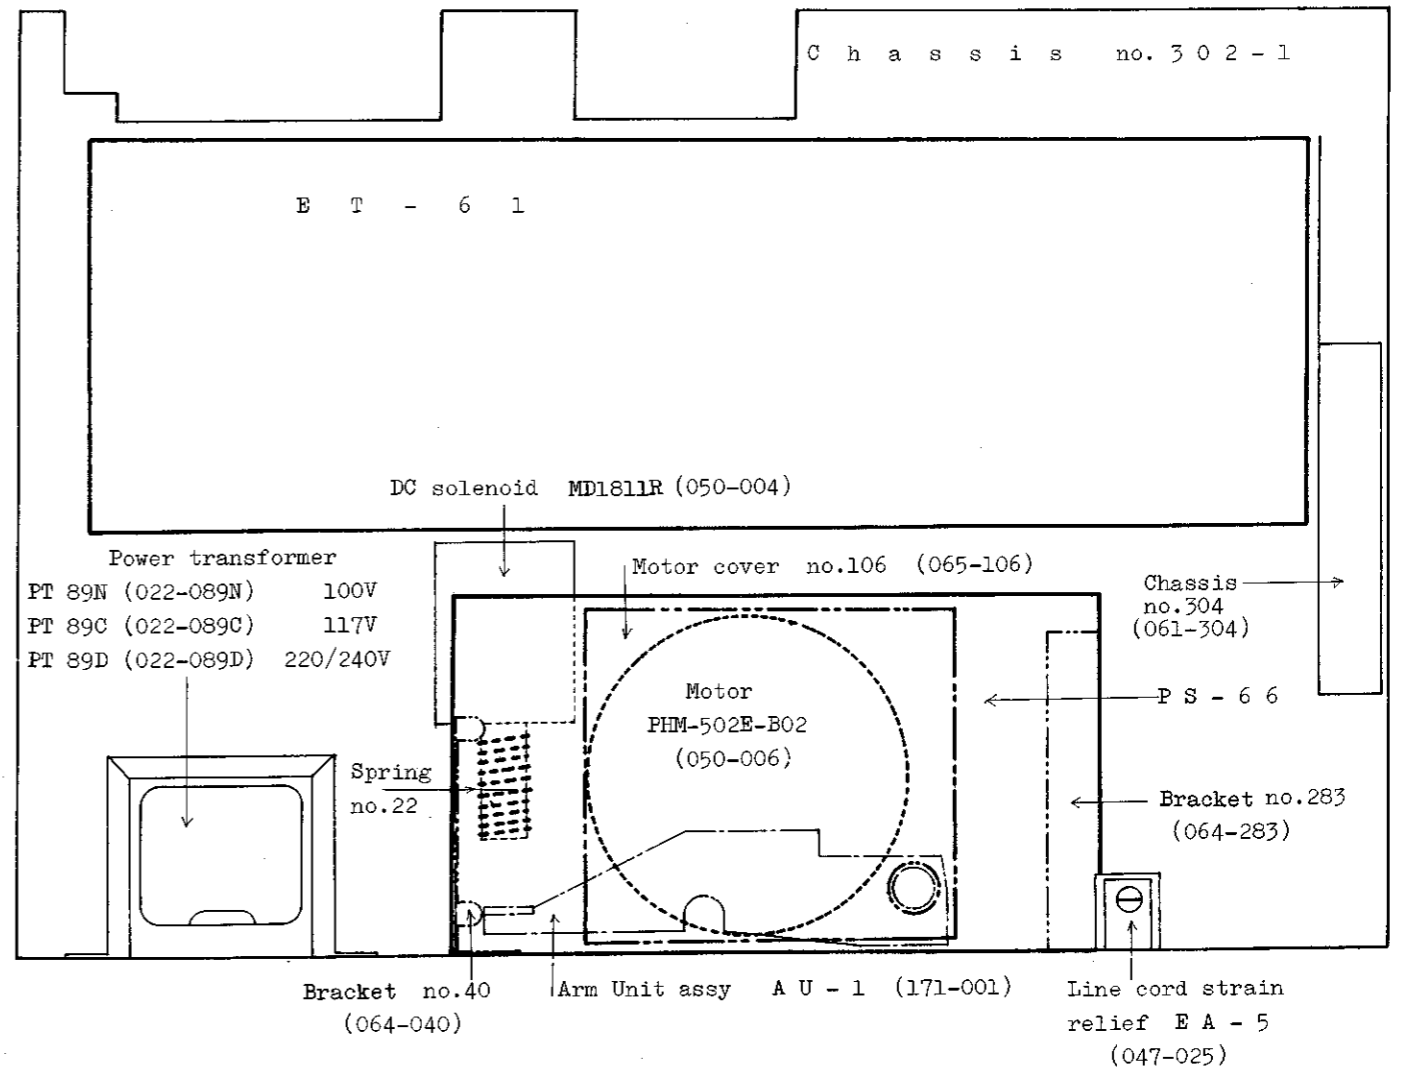 Chassis no. 302-1
ET-61
DC solenoid MD1811R (050-004)
Power transformer
PT 89N (022-089N) 100V
PT 89C (022-089C) 117V
PT 89D (022-089D) 220/240V
Motor cover no.106 (065-106)
Chassis
no.304
(061-304)
Motor
PHM-502E-B02
(050-006)
PS-66
Spring
no.22
Bracket no.283
(064-283)
Bracket no.40
(064-040)
Arm Unit assy AU-1 (171-001)
Line cord strain
relief EA-5
(047-025)